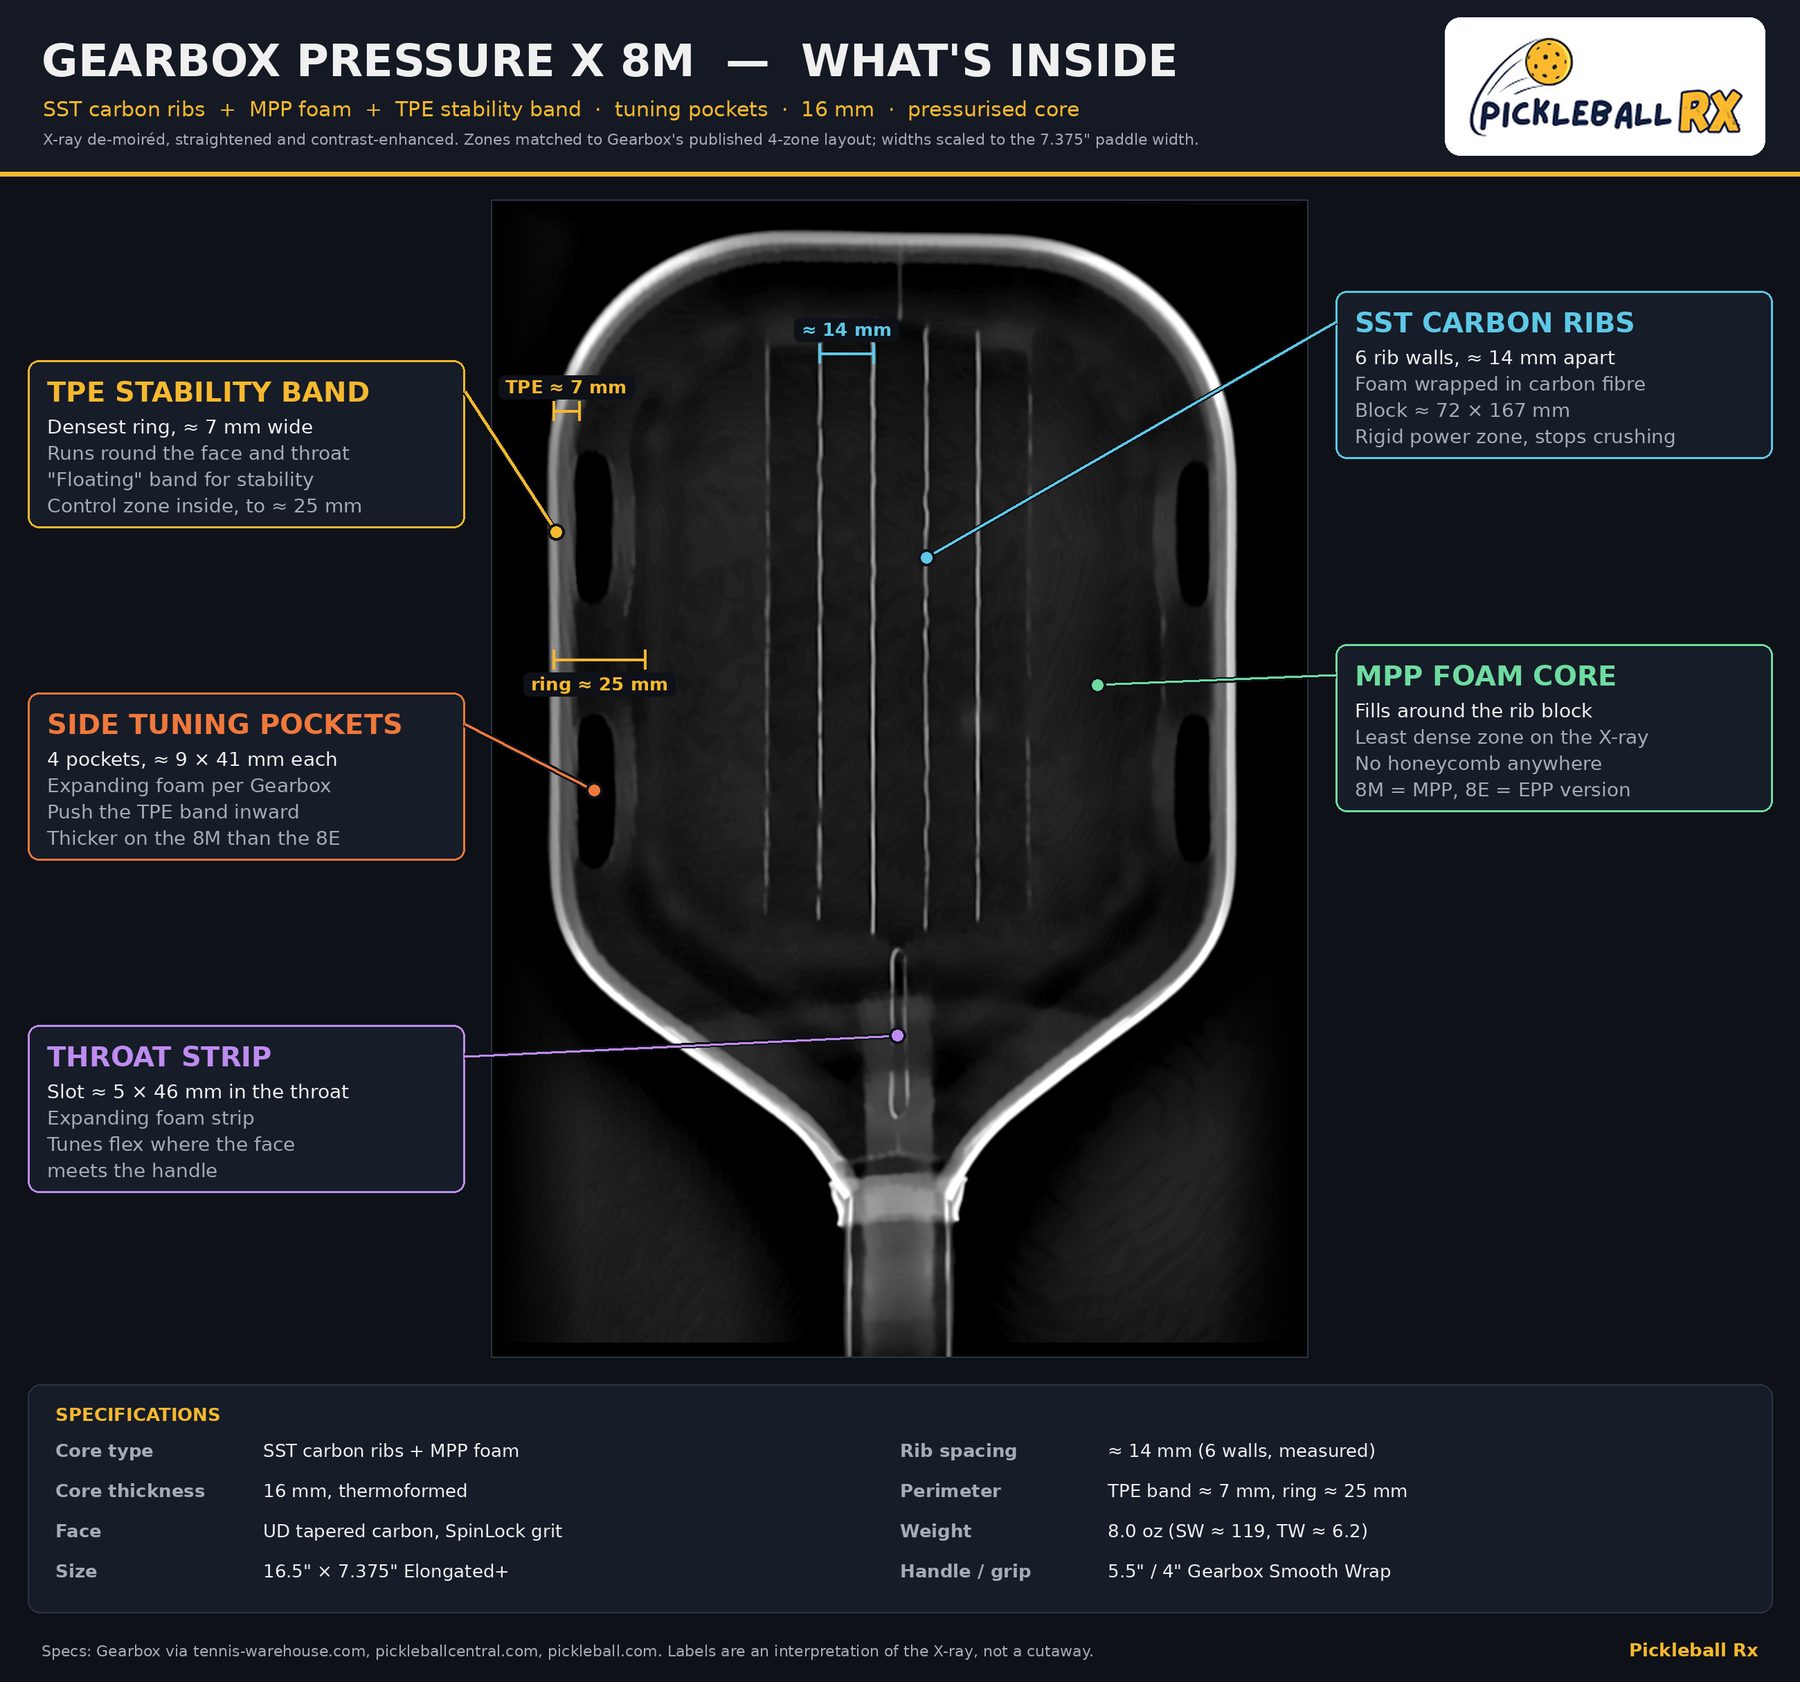 GEARBOX PRESSURE X 8M — WHAT'S INSIDE
SST carbon ribs + MPP foam + TPE stability band · tuning pockets · 16 mm · pressurised core
X-ray de-moiréd, straightened and contrast-enhanced. Zones matched to Gearbox's published 4-zone layout; widths scaled to the 7.375" paddle width.
PICKLEBALL RX
≈ 14 mm
TPE ≈ 7 mm
ring ≈ 25 mm
TPE STABILITY BAND
Densest ring, ≈ 7 mm wide
Runs round the face and throat
"Floating" band for stability
Control zone inside, to ≈ 25 mm
SIDE TUNING POCKETS
4 pockets, ≈ 9 × 41 mm each
Expanding foam per Gearbox
Push the TPE band inward
Thicker on the 8M than the 8E
THROAT STRIP
Slot ≈ 5 × 46 mm in the throat
Expanding foam strip
Tunes flex where the face
meets the handle
SST CARBON RIBS
6 rib walls, ≈ 14 mm apart
Foam wrapped in carbon fibre
Block ≈ 72 × 167 mm
Rigid power zone, stops crushing
MPP FOAM CORE
Fills around the rib block
Least dense zone on the X-ray
No honeycomb anywhere
8M = MPP, 8E = EPP version
SPECIFICATIONS
Core type SST carbon ribs + MPP foam
Core thickness 16 mm, thermoformed
Face UD tapered carbon, SpinLock grit
Size 16.5" × 7.375" Elongated+
Rib spacing ≈ 14 mm (6 walls, measured)
Perimeter TPE band ≈ 7 mm, ring ≈ 25 mm
Weight 8.0 oz (SW ≈ 119, TW ≈ 6.2)
Handle / grip 5.5" / 4" Gearbox Smooth Wrap
Specs: Gearbox via tennis-warehouse.com, pickleballcentral.com, pickleball.com. Labels are an interpretation of the X-ray, not a cutaway.
Pickleball Rx